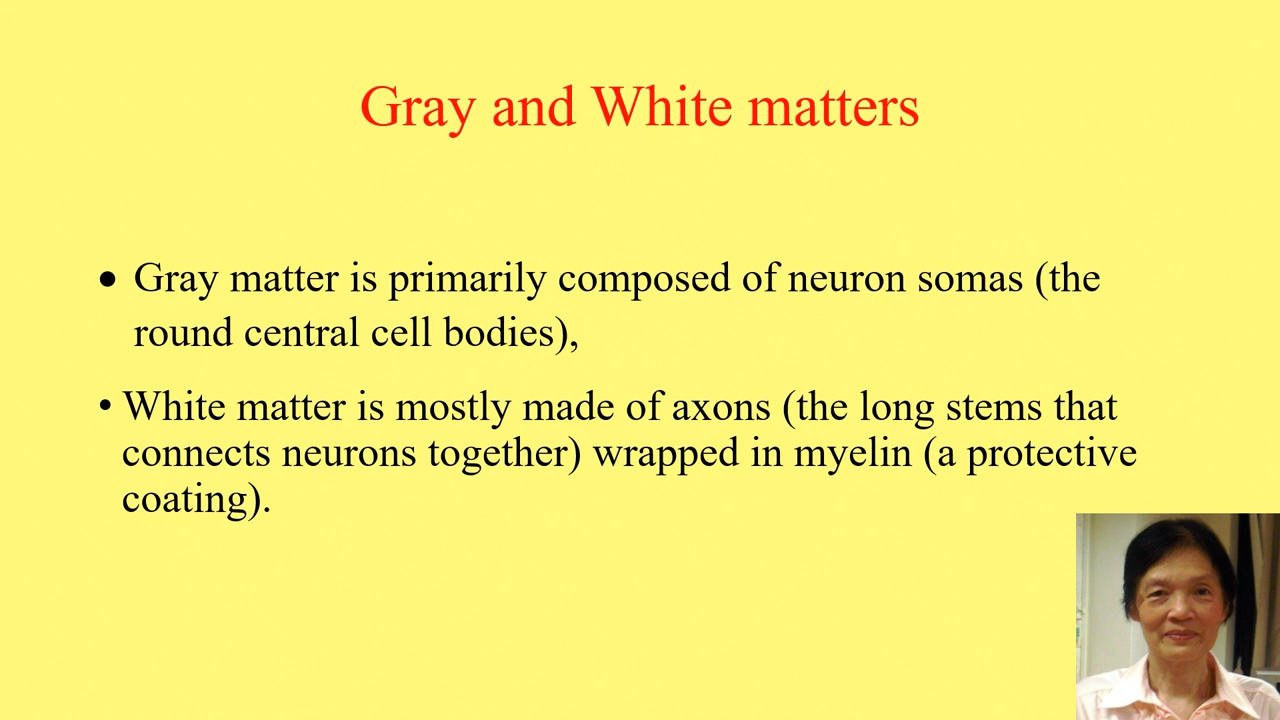 Gray and White matters
• Gray matter is primarily composed of neuron somas (the
round central cell bodies),
• White matter is mostly made of axons (the long stems that
connects neurons together) wrapped in myelin (a protective
coating).